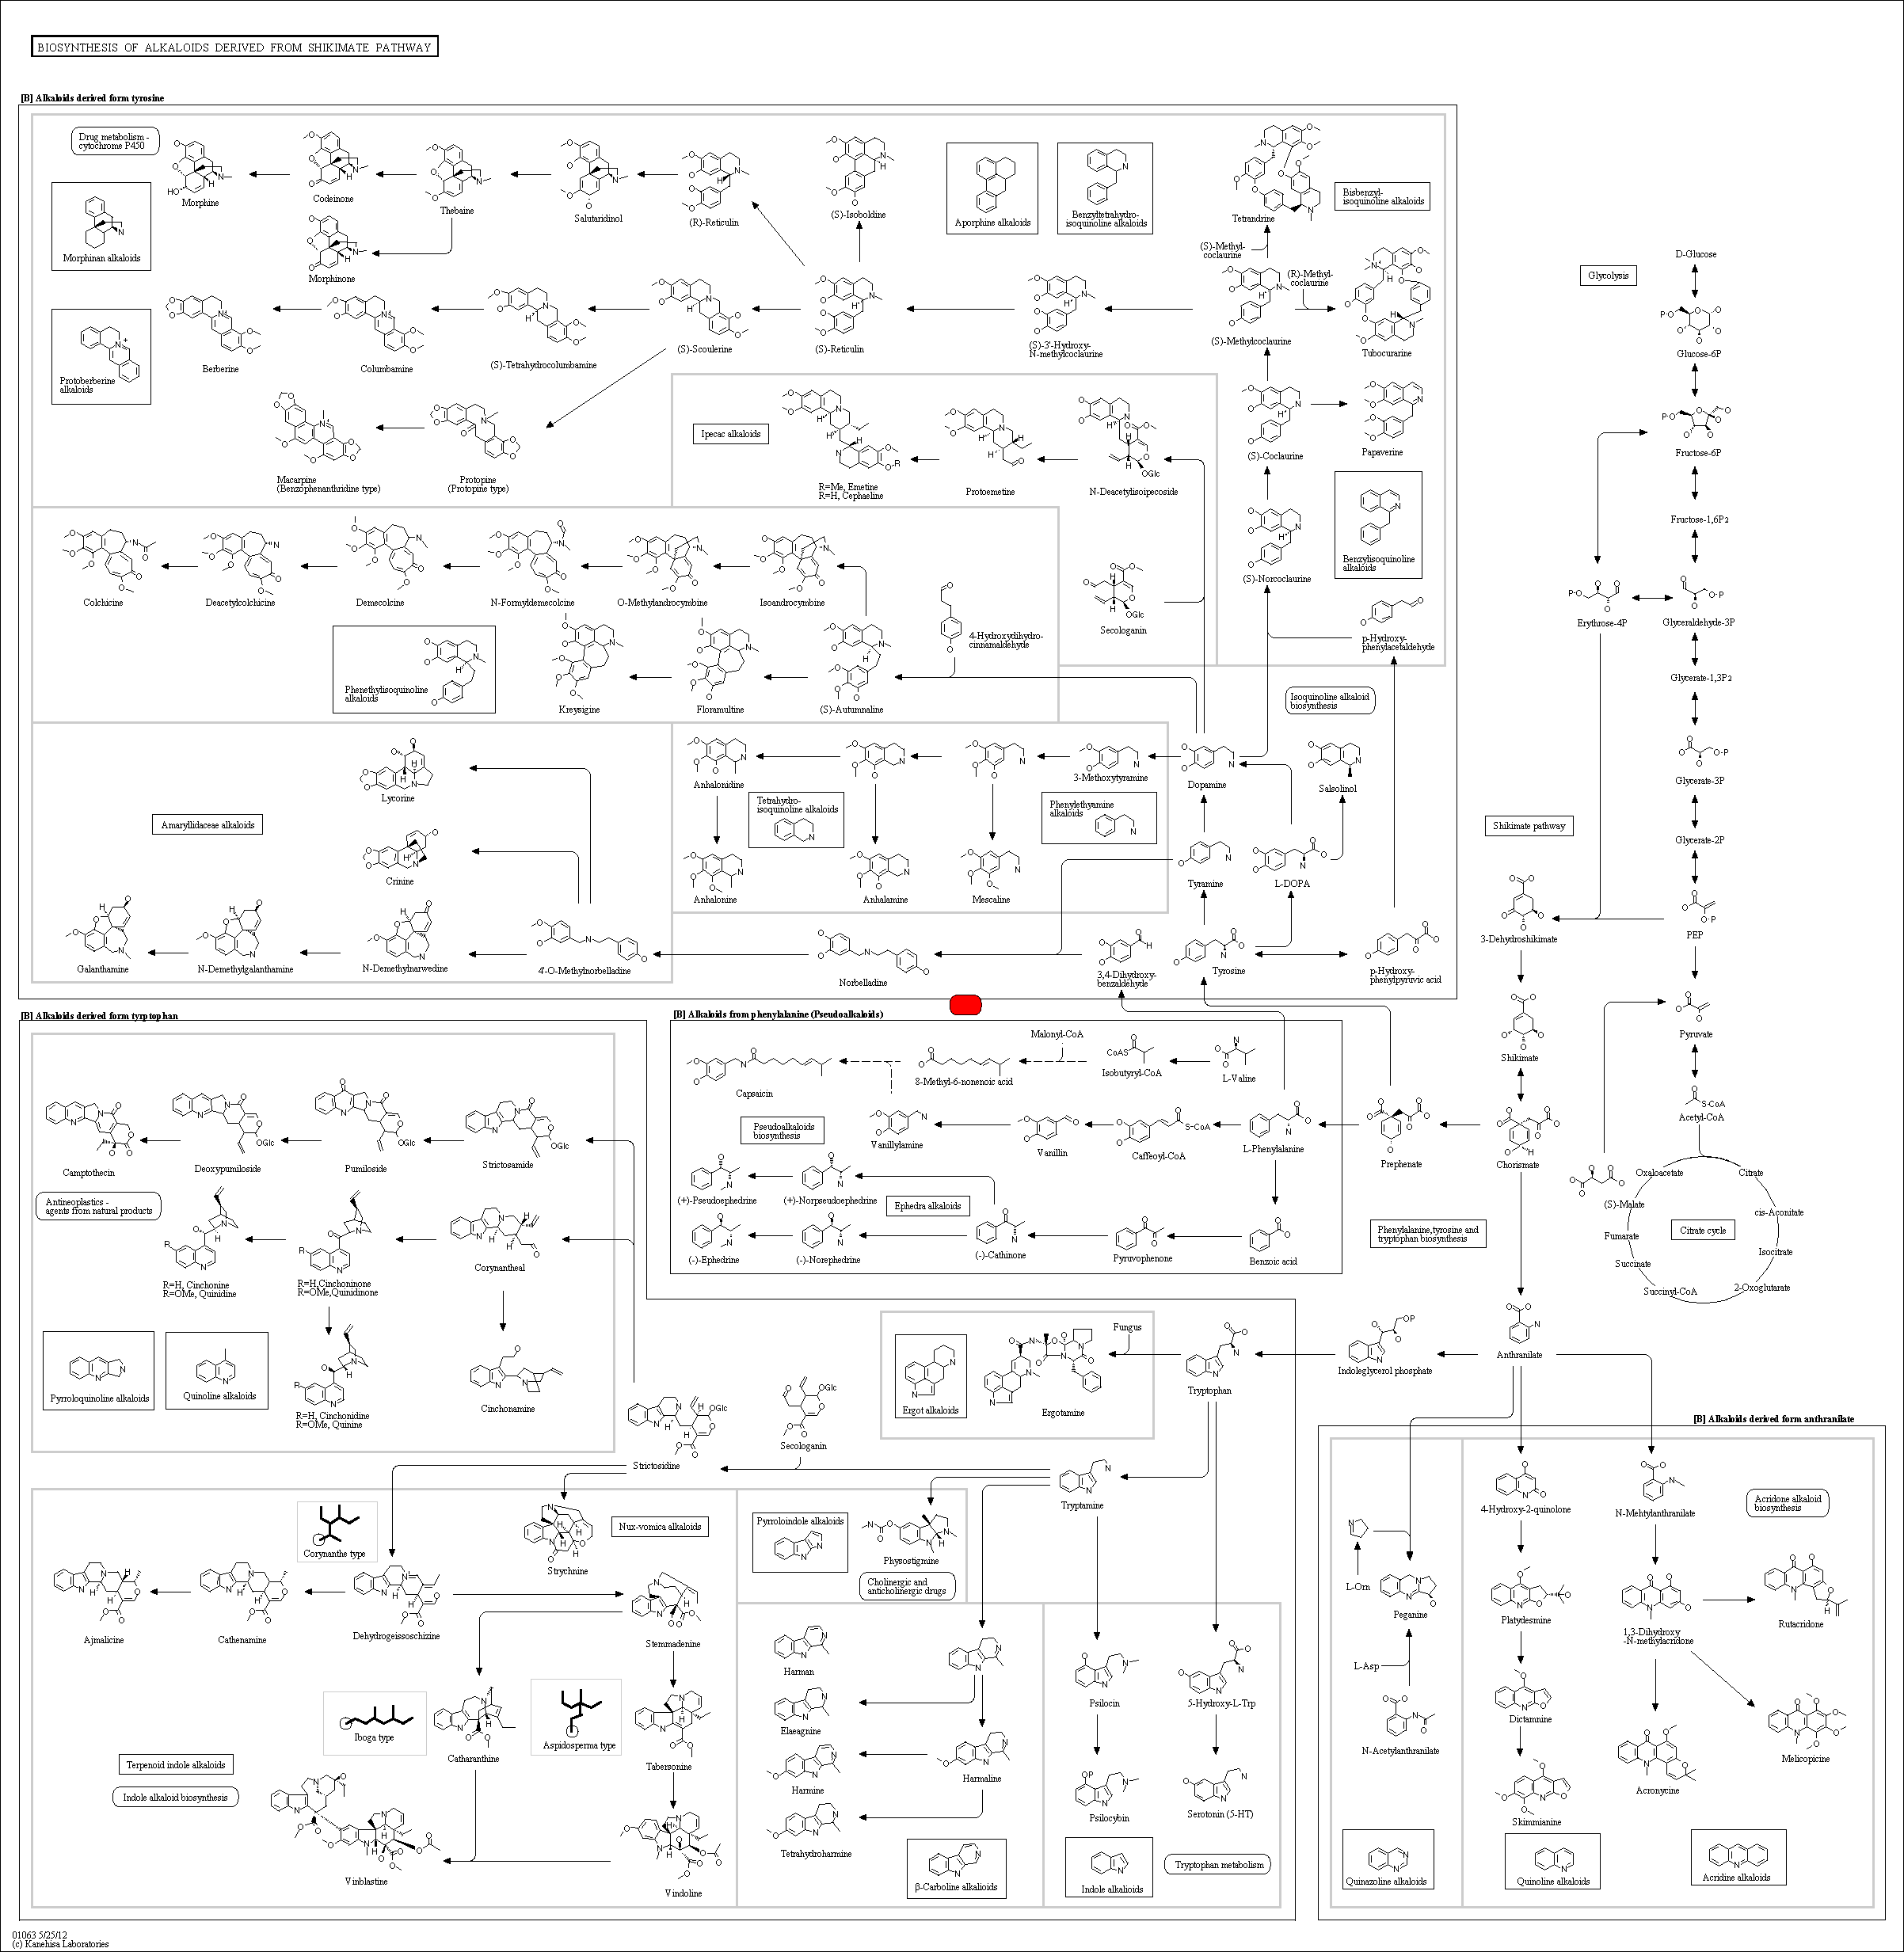 BIOSYNTHESIS OF ALKALOIDS DERIVED FROM SHIKIMATE PATHWAY
[B] Alkaloids derived form tyrosine
Drug metabolism -
cytochrome P450
Morphine
Codeinone
Thebaine
Salutaridinol
(R)-Reticulin
(S)-Isoboldine
Aporphine alkaloids
Benzyltetrahydro-
isoquinoline alkaloids
Tetrandrine
Bisbenzyl-
isoquinoline alkaloids
Morphinan alkaloids
Morphinone
(S)-Methyl-
coclaurine
(R)-Methyl-
coclaurine
Berberine
Columbamine
(S)-Tetrahydrocolumbamine
(S)-Scoulerine
(S)-Reticulin
(S)-3'-Hydroxy-
N-methylcoclaurine
(S)-Methylcoclaurine
Tubocurarine
Protoberberine
alkaloids
Macarpine
(Benzophenanthridine type)
Protopine
(Protopine type)
Ipecac alkaloids
R=Me, Emetine
R=H, Cephaeline
Protoemetine
N-Deacetylisoipecoside
(S)-Coclaurine
Papaverine
Benzylisoquinoline
alkaloids
(S)-Norcoclaurine
Colchicine
Deacetylcolchicine
Demecolcine
N-Formyldemecolcine
O-Methylandrocymbine
Isoandrocymbine
Secologanin
4-Hydroxydihydro-
cinnamaldehyde
p-Hydroxy-
phenylacetaldehyde
Phenethylisoquinoline
alkaloids
Kreysigine
Floramultine
(S)-Autumnaline
Isoquinoline alkaloid
biosynthesis
Lycorine
Anhalonidine
3-Methoxytyramine
Dopamine
Salsolinol
Tetrahydro-
isoquinoline alkaloids
Phenylethyamine
alkaloids
Amaryllidaceae alkaloids
Crinine
Anhalonine
Anhalamine
Mescaline
Tyramine
L-DOPA
Galanthamine
N-Demethylgalanthamine
N-Demethylnarwedine
4'-O-Methylnorbelladine
Norbelladine
3,4-Dihydroxy-
benzaldehyde
Tyrosine
p-Hydroxy-
phenylpyruvic acid
Glycolysis
D-Glucose
Glucose-6P
Fructose-6P
Fructose-1,6P2
Erythrose-4P
Glyceraldehyde-3P
Glycerate-1,3P2
Glycerate-3P
Shikimate pathway
Glycerate-2P
3-Dehydroshikimate
PEP
Shikimate
Pyruvate
Acetyl-CoA
Chorismate
Prephenate
Oxaloacetate
Citrate
(S)-Malate
cis-Aconitate
Citrate cycle
Fumarate
Isocitrate
Succinate
2-Oxoglutarate
Succinyl-CoA
Phenylalanine,tyrosine and
tryptophan biosynthesis
[B] Alkaloids from phenylalanine (Pseudoalkaloids)
Malonyl-CoA
Capsaicin
8-Methyl-6-nonenoic acid
Isobutyryl-CoA
L-Valine
Pseudoalkaloids
biosynthesis
Vanillylamine
Vanillin
Caffeoyl-CoA
L-Phenylalanine
(+)-Pseudoephedrine
(+)-Norpseudoephedrine
Ephedra alkaloids
(-)-Ephedrine
(-)-Norephedrine
(-)-Cathinone
Pyruvophenone
Benzoic acid
[B] Alkaloids derived form tyrptophan
Camptothecin
Deoxypumiloside
Pumiloside
Strictosamide
Antineoplastics -
agents from natural products
R=H, Cinchonine
R=OMe, Quinidine
R=H,Cinchoninone
R=OMe,Quinidinone
Corynantheal
Pyrroloquinoline alkaloids
Quinoline alkaloids
R=H, Cinchonidine
R=OMe, Quinine
Cinchonamine
Ergot alkaloids
Fungus
Ergotamine
Tryptophan
Indoleglycerol phosphate
Anthranilate
Strictosidine
Secologanin
Tryptamine
Corynanthe type
Nux-vomica alkaloids
Strychnine
Pyrroloindole alkaloids
Physostigmine
Cholinergic and
anticholinergic drugs
Ajmalicine
Cathenamine
Dehydrogeissoschizine
Stemmadenine
Harman
Elaeagnine
Psilocin
5-Hydroxy-L-Trp
Iboga type
Catharanthine
Aspidosperma type
Tabersonine
Terpenoid indole alkaloids
Indole alkaloid biosynthesis
Harmine
Harmaline
Psilocybin
Serotonin (5-HT)
Tetrahydroharmine
Vinblastine
Vindoline
β-Carboline alkalioids
Indole alkalioids
Tryptophan metabolism
[B] Alkaloids derived form anthranilate
4-Hydroxy-2-quinolone
N-Mehtylanthranilate
Acridone alkaloid
biosynthesis
L-Orn
Peganine
Platydesmine
1,3-Dihydroxy
-N-methylacridone
Rutacridone
L-Asp
N-Acetylanthranilate
Dictamnine
Acronycine
Melicopicine
Skimmianine
Quinazoline alkaloids
Quinoline alkaloids
Acridine alkaloids
01063 5/25/12
(c) Kanehisa Laboratories